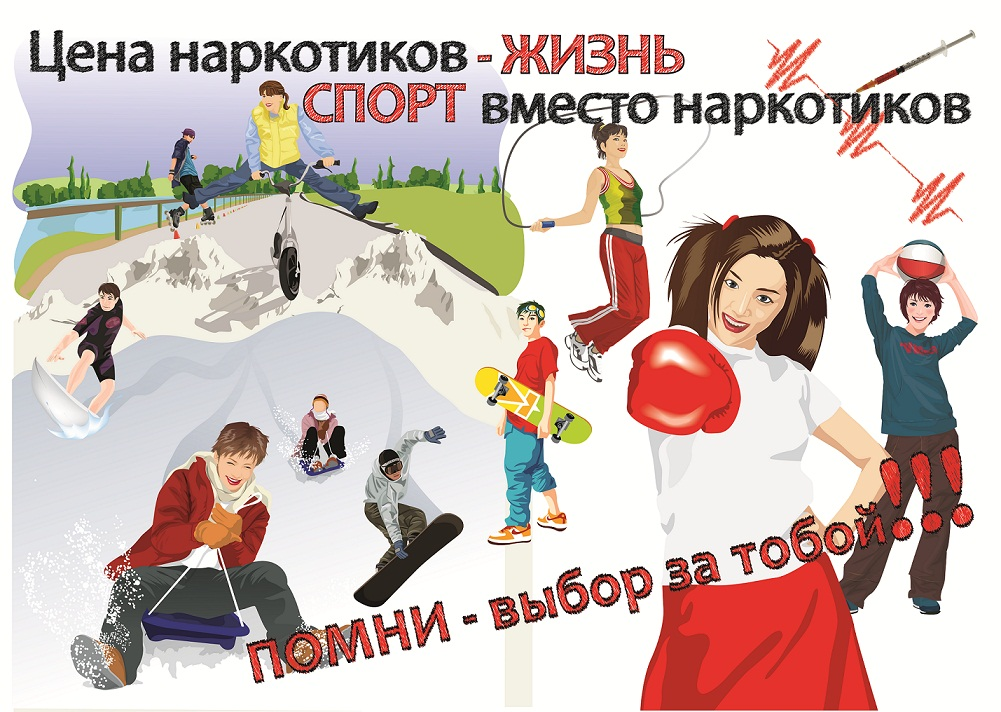 Цена наркотиков - ЖИЗНЬ
СПОРТ вместо наркотиков
ПОМНИ - выбор за тобой!!!